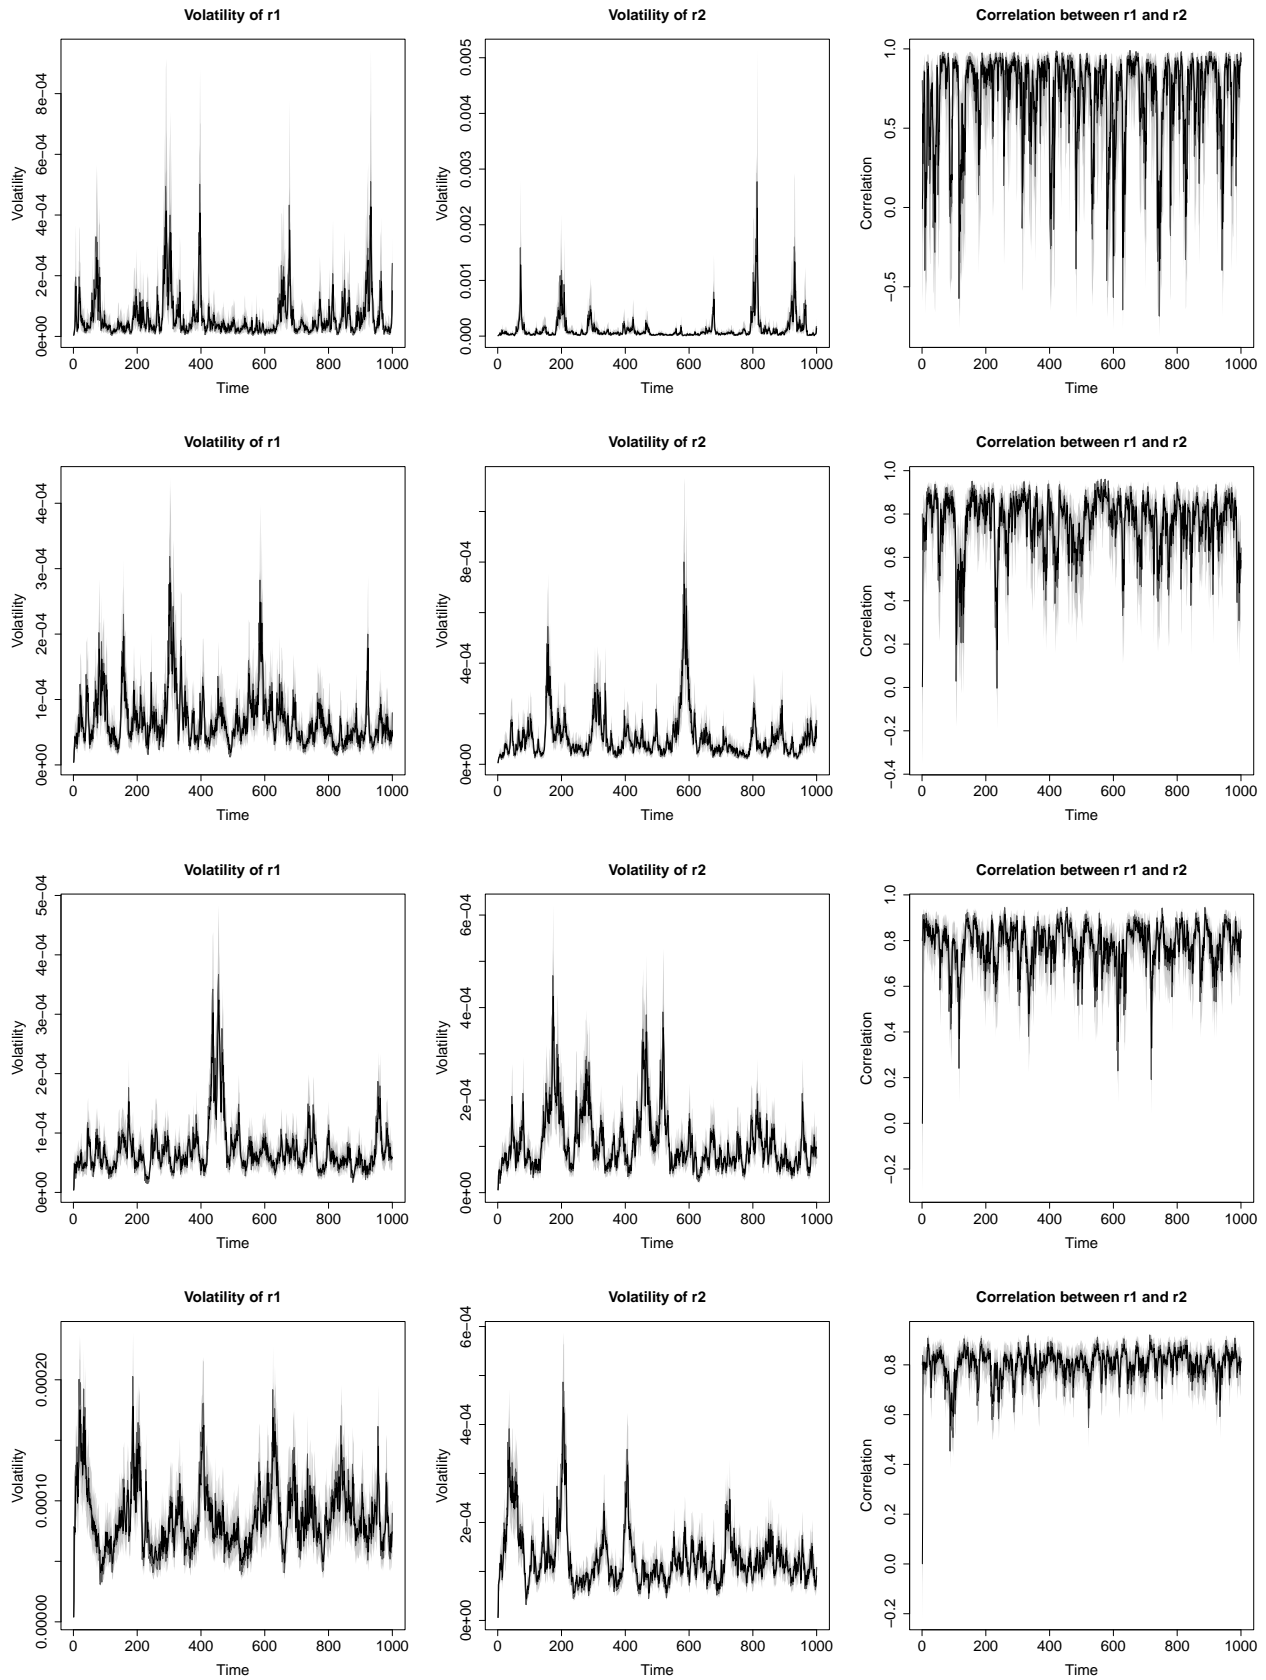 Volatility of r1
Volatility of r2
Correlation between r1 and r2
Volatility
0e+00 2e−04 4e−04 6e−04 8e−04
0 200 400 600 800 1000
Time
Volatility
0.000 0.001 0.002 0.003 0.004 0.005
0 200 400 600 800 1000
Time
Correlation
−0.5 0.0 0.5 1.0
0 200 400 600 800 1000
Time
Volatility of r1
Volatility of r2
Correlation between r1 and r2
Volatility
0e+00 1e−04 2e−04 3e−04 4e−04
0 200 400 600 800 1000
Time
Volatility
0e+00 4e−04 8e−04
0 200 400 600 800 1000
Time
Correlation
−0.4 −0.2 0.0 0.2 0.4 0.6 0.8 1.0
0 200 400 600 800 1000
Time
Volatility of r1
Volatility of r2
Correlation between r1 and r2
Volatility
0e+00 1e−04 2e−04 3e−04 4e−04 5e−04
0 200 400 600 800 1000
Time
Volatility
0e+00 2e−04 4e−04 6e−04
0 200 400 600 800 1000
Time
Correlation
−0.2 0.0 0.2 0.4 0.6 0.8 1.0
0 200 400 600 800 1000
Time
Volatility of r1
Volatility of r2
Correlation between r1 and r2
Volatility
0.00000 0.00010 0.00020
0 200 400 600 800 1000
Time
Volatility
0e+00 2e−04 4e−04 6e−04
0 200 400 600 800 1000
Time
Correlation
−0.2 0.0 0.2 0.4 0.6 0.8
0 200 400 600 800 1000
Time